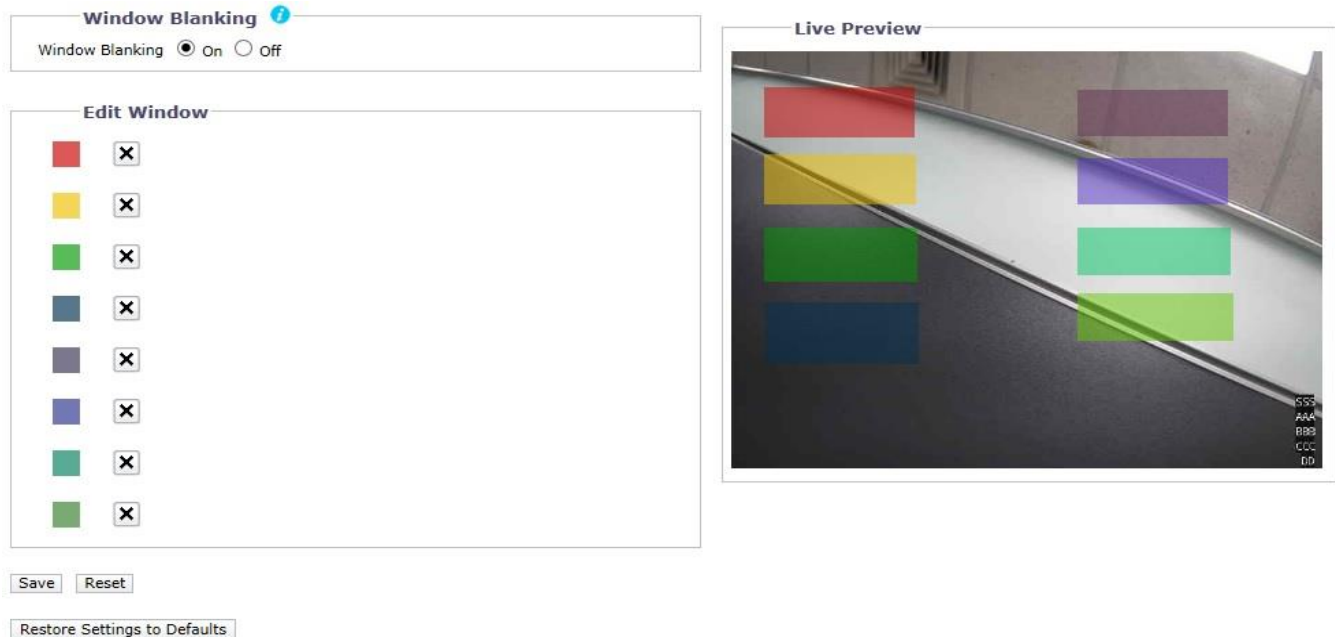 Window Blanking
Window Blanking On Off
Edit Window
Save Reset
Restore Settings to Defaults
Live Preview
SSS
AAA
BBB
CCC
DD